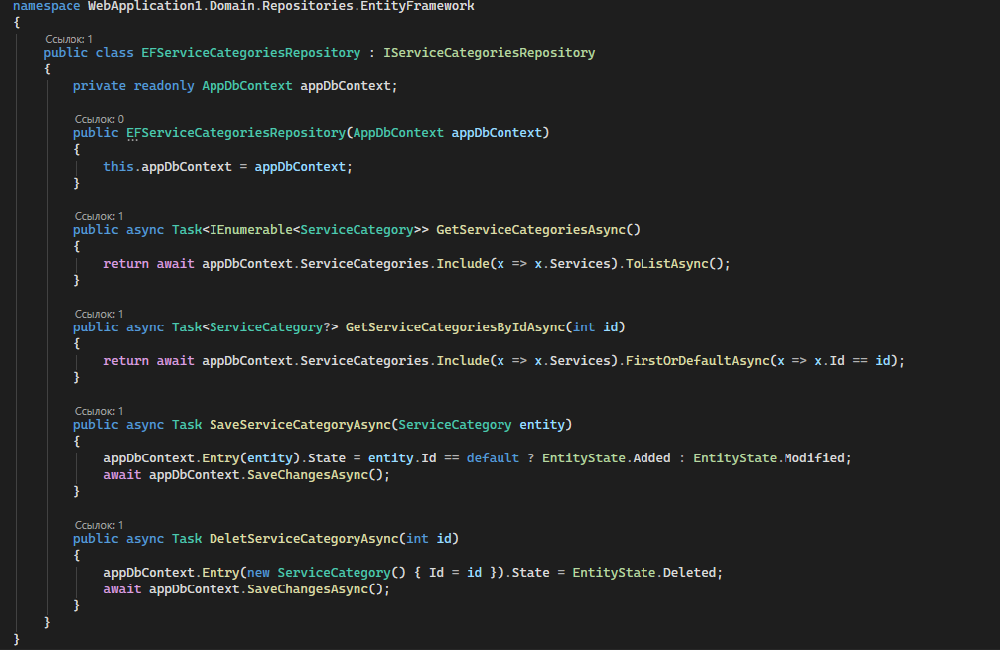 namespace WebApplication1.Domain.Repositories.EntityFramework
{
Ссылок: 1
public class EFServiceCategoriesRepository : IServiceCategoriesRepository
{
private readonly AppDbContext appDbContext;
Ссылок: 0
public EFServiceCategoriesRepository(AppDbContext appDbContext)
{
this.appDbContext = appDbContext;
}
Ссылок: 1
public async Task<IEnumerable<ServiceCategory>> GetServiceCategoriesAsync()
{
return await appDbContext.ServiceCategories.Include(x => x.Services).ToListAsync();
}
Ссылок: 1
public async Task<ServiceCategory?> GetServiceCategoriesByIdAsync(int id)
{
return await appDbContext.ServiceCategories.Include(x => x.Services).FirstOrDefaultAsync(x => x.Id == id);
}
Ссылок: 1
public async Task SaveServiceCategoryAsync(ServiceCategory entity)
{
appDbContext.Entry(entity).State = entity.Id == default ? EntityState.Added : EntityState.Modified;
await appDbContext.SaveChangesAsync();
}
Ссылок: 1
public async Task DeletServiceCategoryAsync(int id)
{
appDbContext.Entry(new ServiceCategory() { Id = id }).State = EntityState.Deleted;
await appDbContext.SaveChangesAsync();
}
}
}